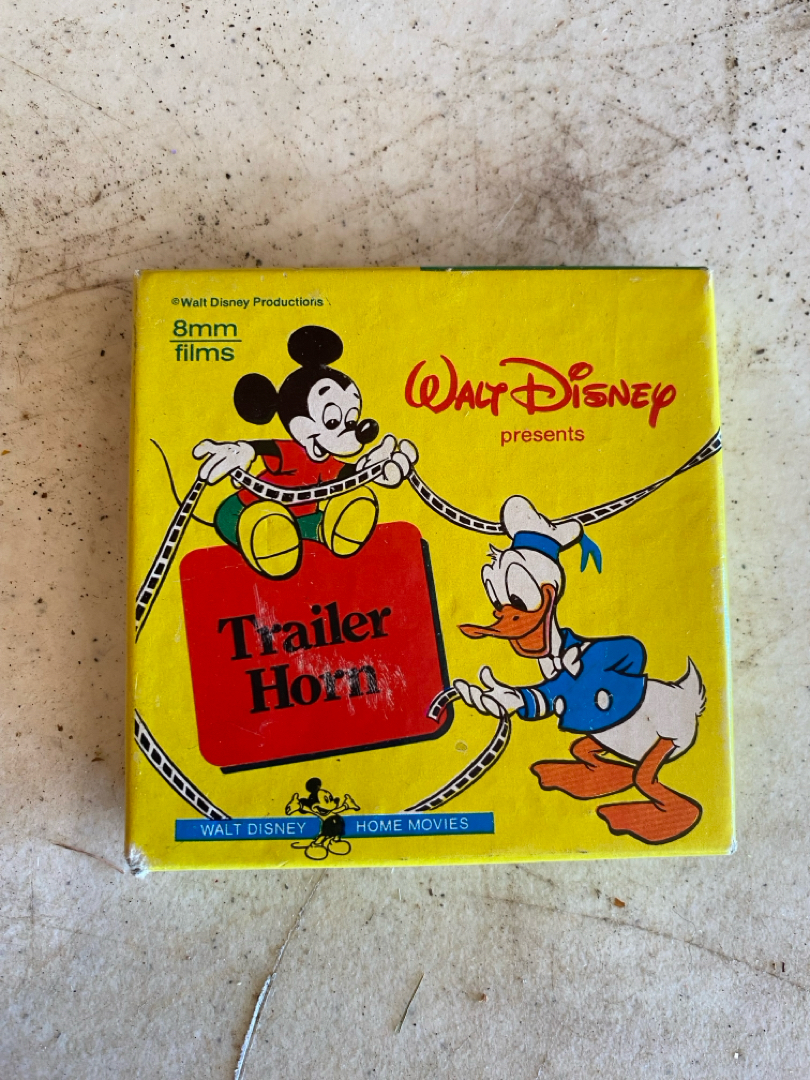 ©Walt Disney Productions
8mm
films
WALT DISNEY
presents
Trailer
Horn
WALT DISNEY HOME MOVIES